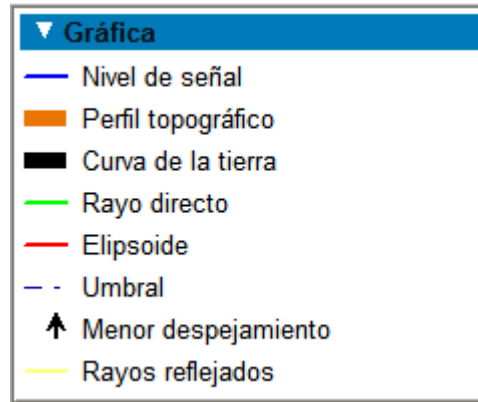 Gráfica
Nivel de señal
Perfil topográfico
Curva de la tierra
Rayo directo
Elipsoide
Umbral
Menor despejamiento
Rayos reflejados